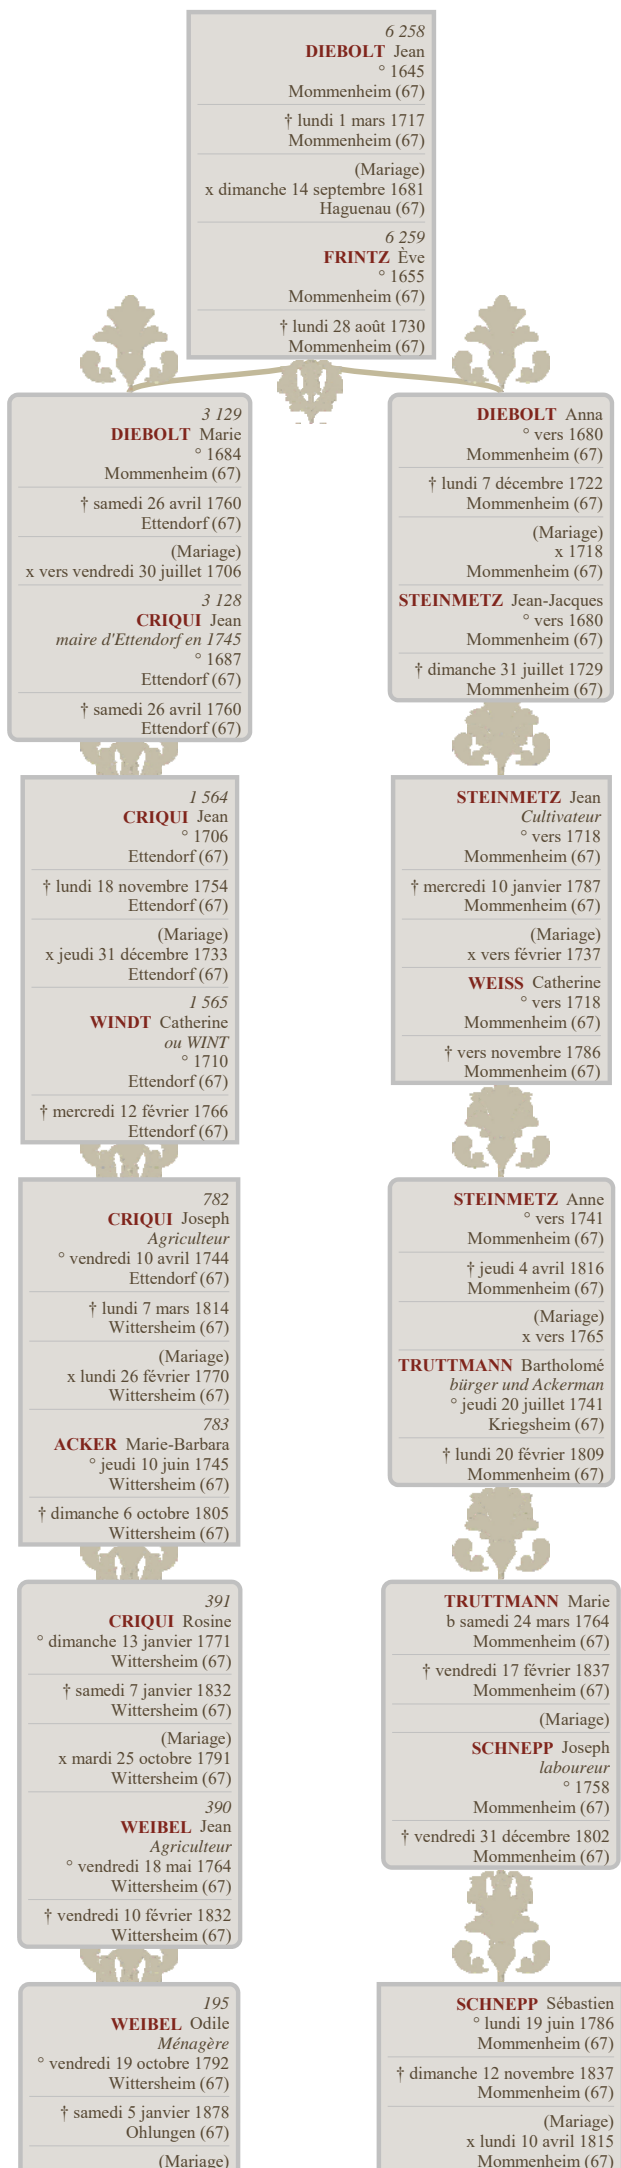 6 258
DIEBOLT Jean
° 1645
Mommenheim (67)
† lundi 1 mars 1717
Mommenheim (67)
(Mariage)
x dimanche 14 septembre 1681
Haguenau (67)
6 259
FRINTZ Ève
° 1655
Mommenheim (67)
† lundi 28 août 1730
Mommenheim (67)
3 129
DIEBOLT Marie
° 1684
Mommenheim (67)
† samedi 26 avril 1760
Ettendorf (67)
(Mariage)
x vers vendredi 30 juillet 1706
3 128
CRIQUI Jean
maire d'Ettendorf en 1745
° 1687
Ettendorf (67)
† samedi 26 avril 1760
Ettendorf (67)
DIEBOLT Anna
° vers 1680
Mommenheim (67)
† lundi 7 décembre 1722
Mommenheim (67)
(Mariage)
x 1718
Mommenheim (67)
STEINMETZ Jean-Jacques
° vers 1680
Mommenheim (67)
† dimanche 31 juillet 1729
Mommenheim (67)
1 564
CRIQUI Jean
° 1706
Ettendorf (67)
† lundi 18 novembre 1754
Ettendorf (67)
(Mariage)
x jeudi 31 décembre 1733
Ettendorf (67)
1 565
WINDT Catherine
ou WINT
° 1710
Ettendorf (67)
† mercredi 12 février 1766
Ettendorf (67)
STEINMETZ Jean
Cultivateur
° vers 1718
Mommenheim (67)
† mercredi 10 janvier 1787
Mommenheim (67)
(Mariage)
x vers février 1737
WEISS Catherine
° vers 1718
Mommenheim (67)
† vers novembre 1786
Mommenheim (67)
782
CRIQUI Joseph
Agriculteur
° vendredi 10 avril 1744
Ettendorf (67)
† lundi 7 mars 1814
Wittersheim (67)
(Mariage)
x lundi 26 février 1770
Wittersheim (67)
783
ACKER Marie-Barbara
° jeudi 10 juin 1745
Wittersheim (67)
† dimanche 6 octobre 1805
Wittersheim (67)
STEINMETZ Anne
° vers 1741
Mommenheim (67)
† jeudi 4 avril 1816
Mommenheim (67)
(Mariage)
x vers 1765
TRUTTMANN Bartholomé
bürger und Ackerman
° jeudi 20 juillet 1741
Kriegsheim (67)
† lundi 20 février 1809
Mommenheim (67)
391
CRIQUI Rosine
° dimanche 13 janvier 1771
Wittersheim (67)
† samedi 7 janvier 1832
Wittersheim (67)
(Mariage)
x mardi 25 octobre 1791
Wittersheim (67)
390
WEIBEL Jean
Agriculteur
° vendredi 18 mai 1764
Wittersheim (67)
† vendredi 10 février 1832
Wittersheim (67)
TRUTTMANN Marie
b samedi 24 mars 1764
Mommenheim (67)
† vendredi 17 février 1837
Mommenheim (67)
(Mariage)
SCHNEPP Joseph
laboureur
° 1758
Mommenheim (67)
† vendredi 31 décembre 1802
Mommenheim (67)
195
WEIBEL Odile
Ménagère
° vendredi 19 octobre 1792
Wittersheim (67)
† samedi 5 janvier 1878
Ohlungen (67)
(Mariage)
SCHNEPP Sébastien
° lundi 19 juin 1786
Mommenheim (67)
† dimanche 12 novembre 1837
Mommenheim (67)
(Mariage)
x lundi 10 avril 1815
Mommenheim (67)